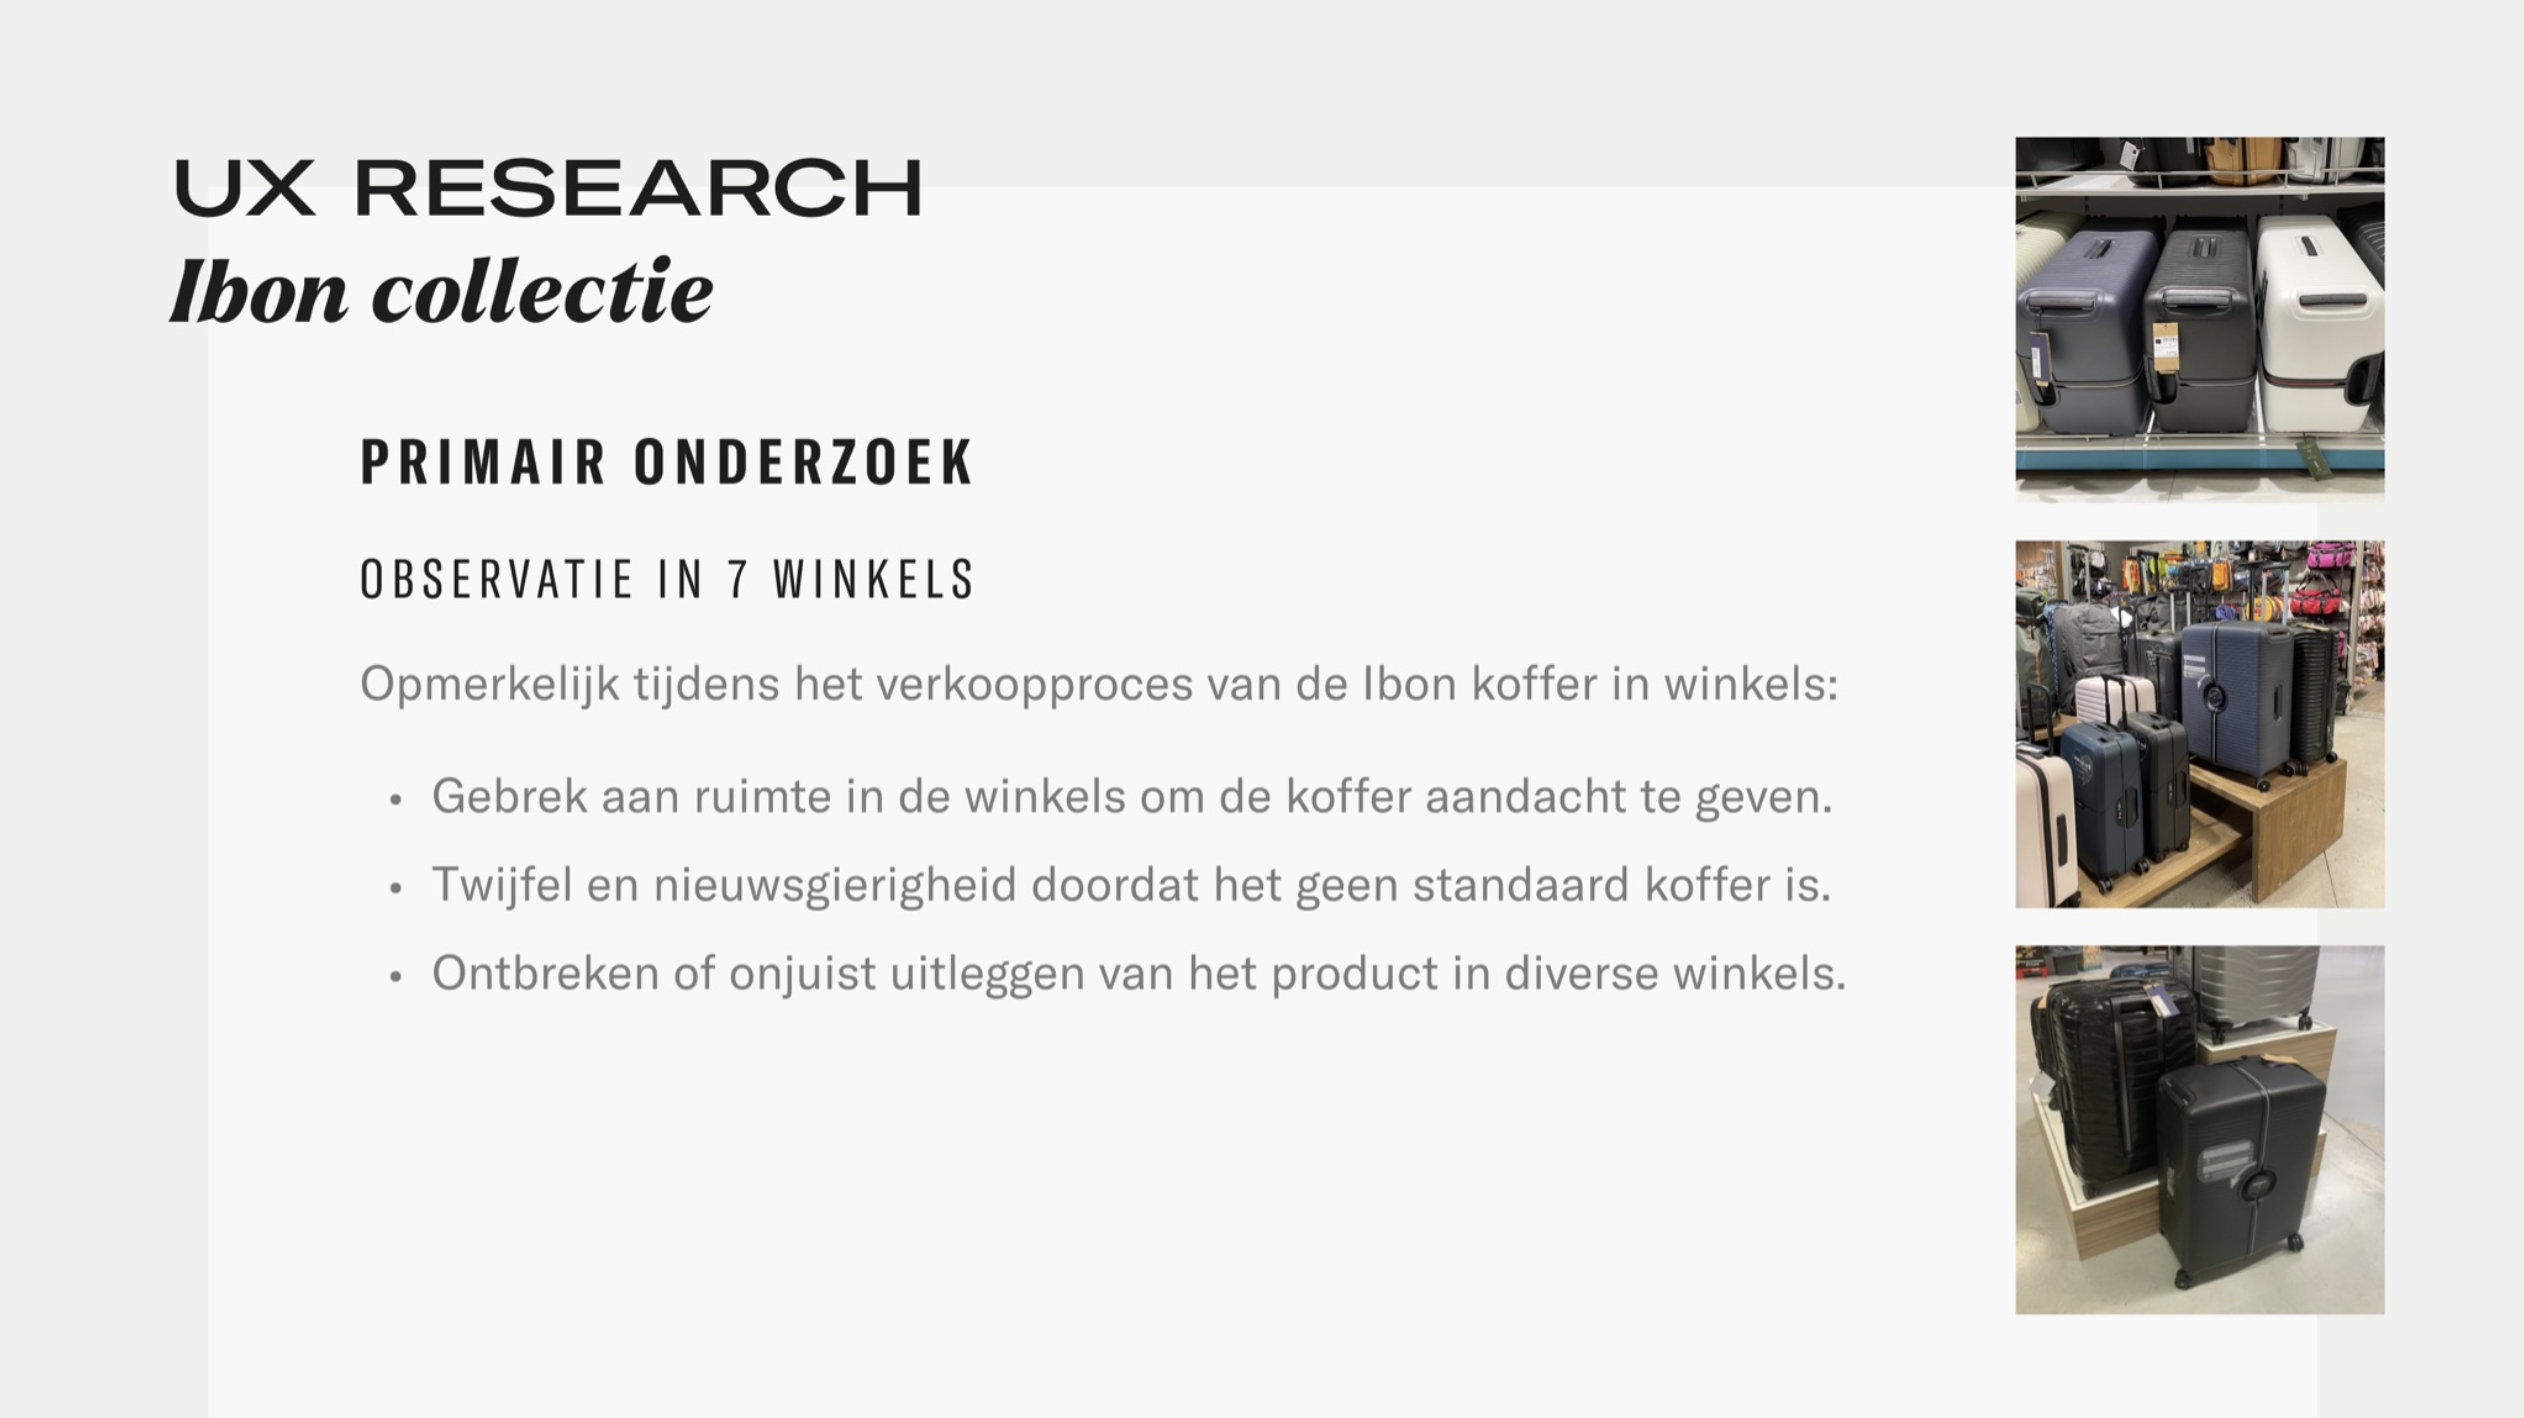 UX RESEARCH
Ibon collectie
PRIMAIR ONDERZOEK
OBSERVATIE IN 7 WINKELS
Opmerkelijk tijdens het verkoopproces van de Ibon koffer in winkels:
• Gebrek aan ruimte in de winkels om de koffer aandacht te geven.
• Twijfel en nieuwsgierigheid doordat het geen standaard koffer is.
• Ontbreken of onjuist uitleggen van het product in diverse winkels.